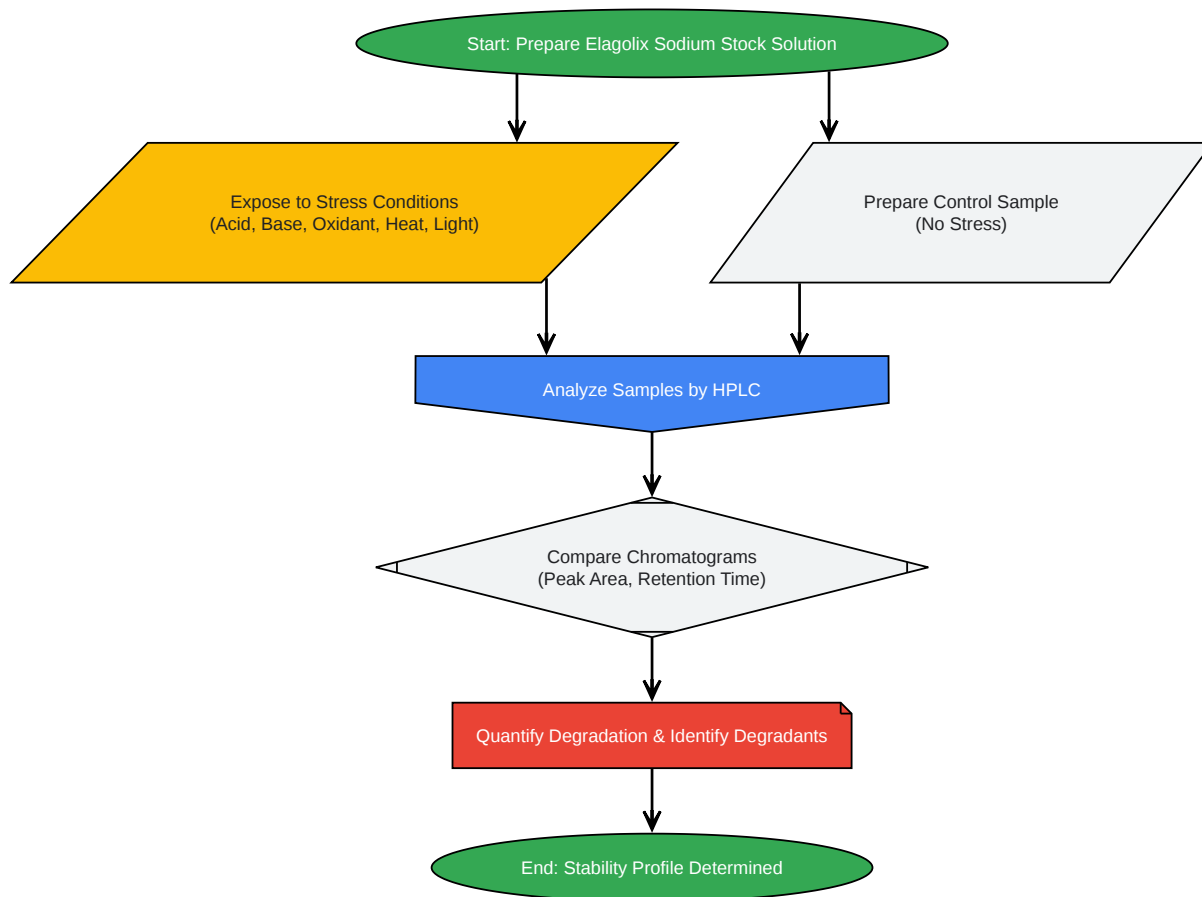 Start: Prepare Elagolix Sodium Stock Solution
Expose to Stress Conditions
(Acid, Base, Oxidant, Heat, Light)
Prepare Control Sample
(No Stress)
Analyze Samples by HPLC
Compare Chromatograms
(Peak Area, Retention Time)
Quantify Degradation & Identify Degradants
End: Stability Profile Determined